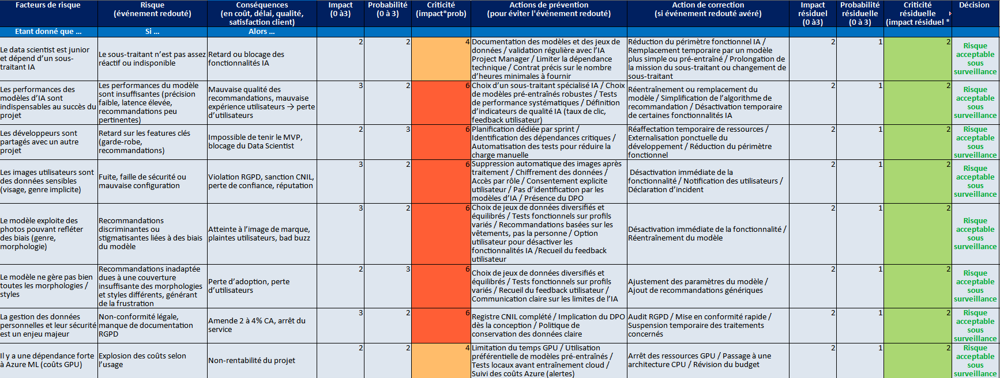 Facteurs de risque
Risque
(événement redouté)
Conséquences
(en coût, délai, qualité,
satisfaction client)
Impact
(0 à3)
Probabilité
(0 à 3)
Criticité
(impact*prob)
Actions de prévention
(pour éviter l'événement redouté)
Action de correction
(si événement redouté avéré)
Impact
résiduel
(0 à3)
Probabilité
résiduelle
(0 à 3)
Criticité
résiduelle
(impact résiduel *
Décision
Etant donné que ...
Si ...
Alors ...
Le data scientist est junior
et dépend d’un sous-
traitant IA
Le sous-traitant n’est pas assez
réactif ou indisponible
Retard ou blocage des
fonctionnalités IA
2
2
4
Documentation des modèles et des jeux de
données / validation régulière avec l’IA
Project Manager / Limiter la dépendance
technique / Contrat précis sur le nombre
d’heures minimales à fournir
Réduction du périmètre fonctionnel IA /
Remplacement temporaire par un modèle
plus simple ou pré-entraîné / Prolongation de
la mission du sous-traitant ou changement de
sous-traitant
2
1
2
Risque
acceptable
sous
surveillance
Les performances des
modèles d’IA sont
indispensables au succès du
projet
Les performances du modèle
sont insuffisantes (précision
faible, latence élevée,
recommandations peu
pertinentes)
Mauvaise qualité des
recommandations, mauvaise
expérience utilisateurs → perte
d’utilisateurs
3
2
6
Choix d’un sous-traitant spécialisé IA / Choix
de modèles pré-entraînés robustes / Tests
de performance systématiques / Définition
d’indicateurs de qualité IA (taux de clic,
feedback utilisateur)
Réentraînement ou remplacement du
modèle / Simplification de l’algorithme de
recommandation / Désactivation temporaire
de certaines fonctionnalités IA
2
1
2
Risque
acceptable
sous
surveillance
Les développeurs sont
partagés avec un autre
projet
Retard sur les features clés
(garde-robe,
recommandations)
Impossible de tenir le MVP,
blocage du Data Scientist
2
3
6
Planification dédiée par sprint /
Identification des dépendances critiques /
Automatisation des tests pour réduire la
charge manuelle
Réaffectation temporaire de ressources /
Externalisation ponctuelle du
développement / Réduction du périmètre
fonctionnel
2
1
2
Risque
acceptable
sous
surveillance
Les images utilisateurs sont
des données sensibles
(visage, genre implicite)
Fuite, faille de sécurité ou
mauvaise configuration
Violation RGPD, sanction CNIL,
perte de confiance, réputation
3
2
6
Suppression automatique des images après
traitement / Chiffrement des données /
Accès par rôle / Consentement explicite
utilisateur / Pas d’identification par les
modèles d’IA / Présence du DPO
Désactivation immédiate de la
fonctionnalité / Notification des utilisateurs /
Déclaration d’incident
2
1
2
Risque
acceptable
sous
surveillance
Le modèle exploite des
photos pouvant refléter
des biais (genre,
morphologie)
Recommandations
discriminantes ou
stigmatisantes liées à des biais
du modèle
Atteinte à l’image de marque,
plaintes utilisateurs, bad buzz
3
2
6
Choix de jeux de données diversifiés et
équilibrés / Tests fonctionnels sur profils
variés / Recommandations basées sur les
vêtements, pas la personne / Option
utilisateur pour désactiver les
fonctionnalités IA /Recueil du feedback
utilisateur
Désactivation immédiate de la fonctionnalité /
Réentraînement du modèle
2
1
2
Risque
acceptable
sous
surveillance
Le modèle ne gère pas bien
toutes les morphologies /
styles
Recommandations inadaptée
dues à une couverture
insuffisante des morphologies
et styles différents, générant
de la frustration
Perte d’adoption, perte
d’utilisateurs
2
3
6
Choix de jeux de données diversifiés et
équilibrés / Tests fonctionnels sur profils
variés / Recueil du feedback utilisateur /
Communication claire sur les limites de l’IA
Ajustement des paramètres du modèle /
Ajout de recommandations génériques
2
1
2
Risque
acceptable
sous
surveillance
La gestion des données
personnelles et leur sécurité
est un enjeu majeur
Non-conformité légale,
manque de documentation
RGPD
Amende 2 à 4% CA, arrêt du
service
3
2
6
Registre CNIL complété / Implication du DPO
dès la conception / Politique de
conservation des données claire
Audit RGPD / Mise en conformité rapide /
Suspension temporaire des traitements
concernés
2
1
2
Risque
acceptable
sous
surveillance
Il y a une dépendance forte
à Azure ML (coûts GPU)
Explosion des coûts selon
l’usage
Non-rentabilité du projet
2
2
4
Limitation du temps GPU / Utilisation
préférentielle de modèles pré-entraînés /
Tests locaux avant entraînement cloud /
Suivi des coûts Azure (alertes)
Arrêt des ressources GPU / Passage à une
architecture CPU / Révision du budget
2
1
2
Risque
acceptable
sous
surveillance